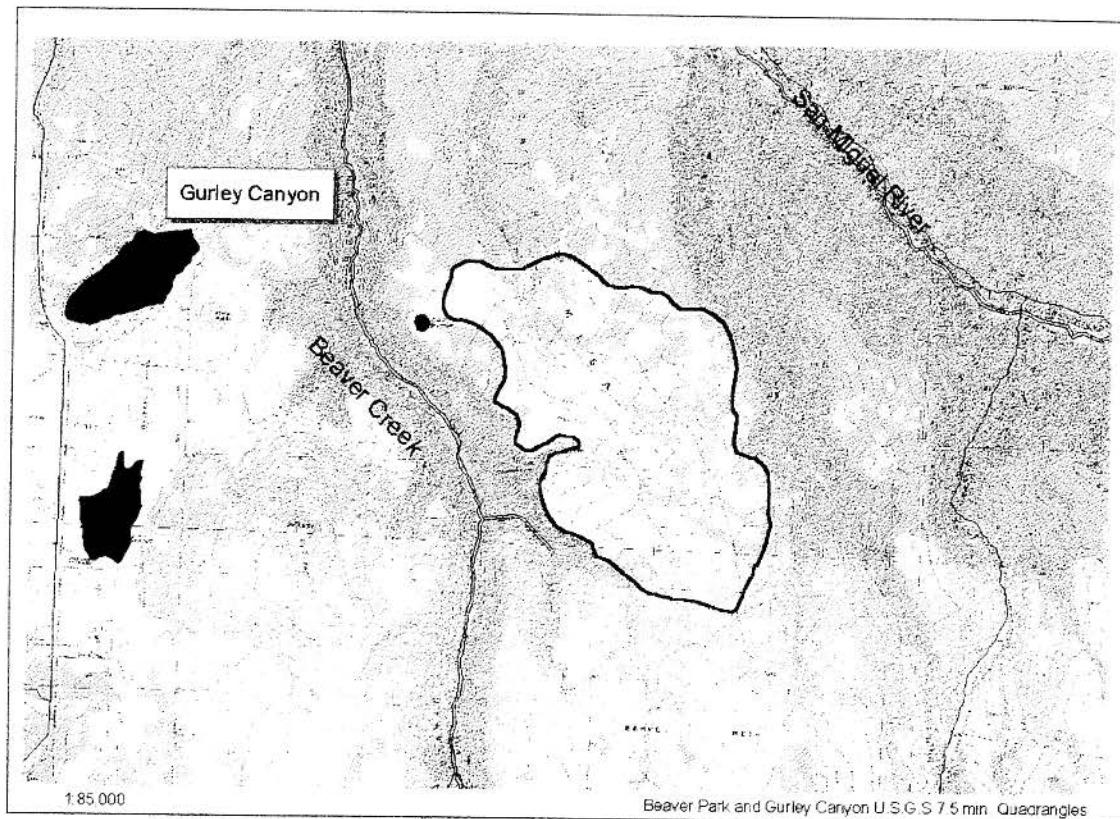 San Miguel River
Gurley Canyon
Beaver Creek
1:85 000
Beaver Park and Gurley Canyon U.S.G.S 7.5 min Quadrangles